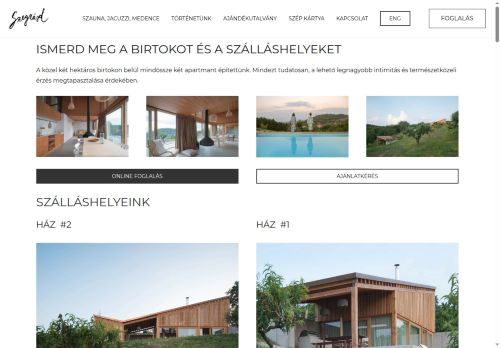 Szegrárd
SZAUNA, JACUZZI, MEDENCE
TÖRTÉNETÜNK
AJÁNDÉKUTALVÁNY
SZÉP KÁRTYA
KAPCSOLAT
ENG
FOGLALÁS
ISMERD MEG A BIRTOKOT ÉS A SZÁLLÁSHELYEKET
A közel két hektáros birtokon belül mindössze két apartmant építettünk. Mindezt tudatosan, a lehető legnagyobb intimitás és természetközeli
érzés megtapasztalása érdekében.
ONLINE FOGLALÁS
AJÁNLATKÉRÉS
SZÁLLÁSHELYEINK
HÁZ #2
HÁZ #1